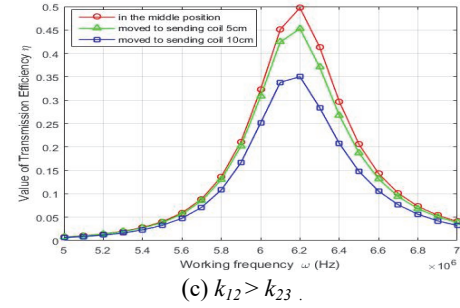 in the middle position
moved to sending coil 5cm
moved to sending coil 10cm
Value of Transmission Efficiency η
0.5
0.45
0.4
0.35
0.3
0.25
0.2
0.15
0.1
0.05
0
5 5.2 5.4 5.6 5.8 6 6.2 6.4 6.6 6.8 7
Working frequency ω (Hz)
×10⁶
(c) k₁₂ > k₂₃ .